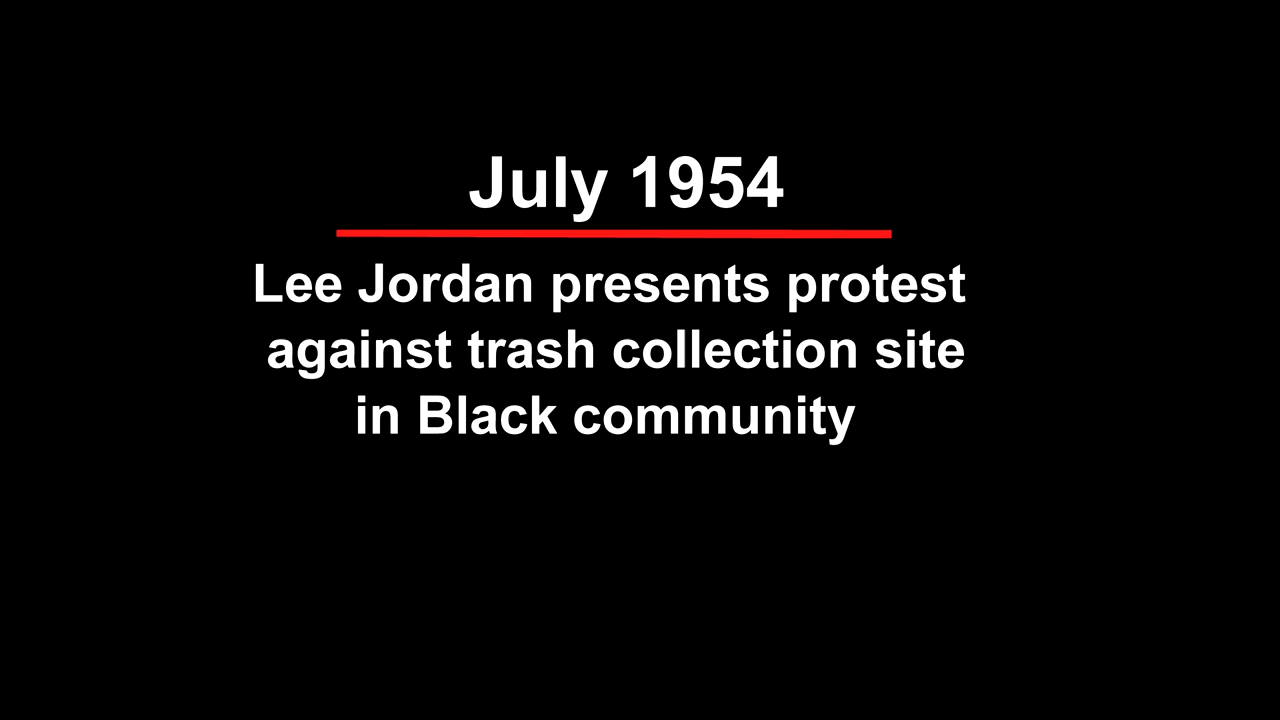 July 1954
Lee Jordan presents protest
against trash collection site
in Black community